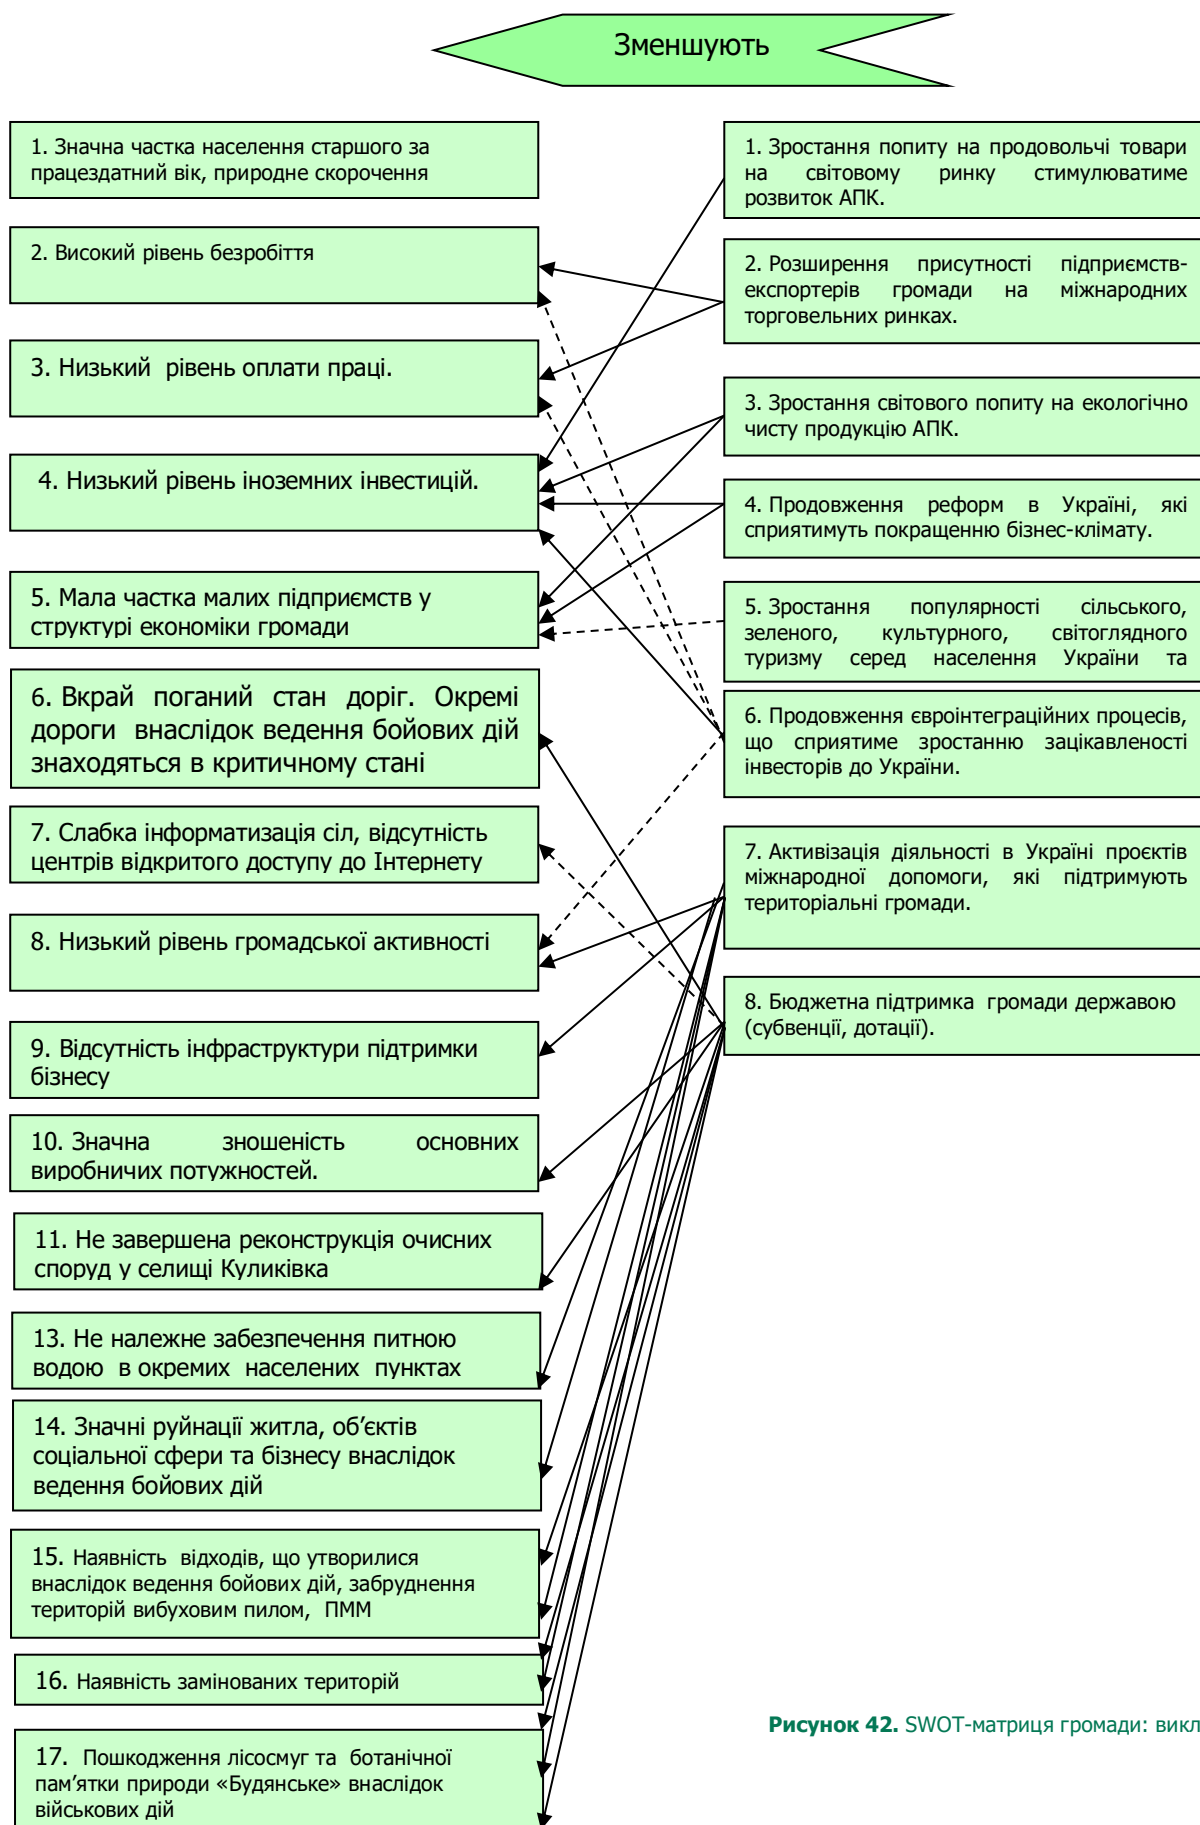 Зменшують
1. Значна частка населення старшого за
працездатний вік, природне скорочення
2. Високий рівень безробіття
3. Низький рівень оплати праці.
4. Низький рівень іноземних інвестицій.
5. Мала частка малих підприємств у
структурі економіки громади
6. Вкрай поганий стан доріг. Окремі
дороги внаслідок ведення бойових дій
знаходяться в критичному стані
7. Слабка інформатизація сіл, відсутність
центрів відкритого доступу до Інтернету
8. Низький рівень громадської активності
9. Відсутність інфраструктури підтримки
бізнесу
10. Значна зношеність основних
виробничих потужностей.
11. Не завершена реконструкція очисних
споруд у селищі Куликівка
13. Не належне забезпечення питною
водою в окремих населених пунктах
14. Значні руйнації житла, об’єктів
соціальної сфери та бізнесу внаслідок
ведення бойових дій
15. Наявність відходів, що утворилися
внаслідок ведення бойових дій, забруднення
територій вибуховим пилом, ПММ
16. Наявність замінованих територій
17. Пошкодження лісосмуг та ботанічної
пам’ятки природи «Будянське» внаслідок
військових дій
1. Зростання попиту на продовольчі товари
на світовому ринку стимулюватиме
розвиток АПК.
2. Розширення присутності підприємств-
експортерів громади на міжнародних
торговельних ринках.
3. Зростання світового попиту на екологічно
чисту продукцію АПК.
4. Продовження реформ в Україні, які
сприятимуть покращенню бізнес-клімату.
5. Зростання популярності сільського,
зеленого, культурного, світоглядного
туризму серед населення України та
6. Продовження євроінтеграційних процесів,
що сприятиме зростанню зацікавленості
інвесторів до України.
7. Активізація діяльності в Україні проєктів
міжнародної допомоги, які підтримують
територіальні громади.
8. Бюджетна підтримка громади державою
(субвенції, дотації).
Рисунок 42. SWOT-матриця громади: викл